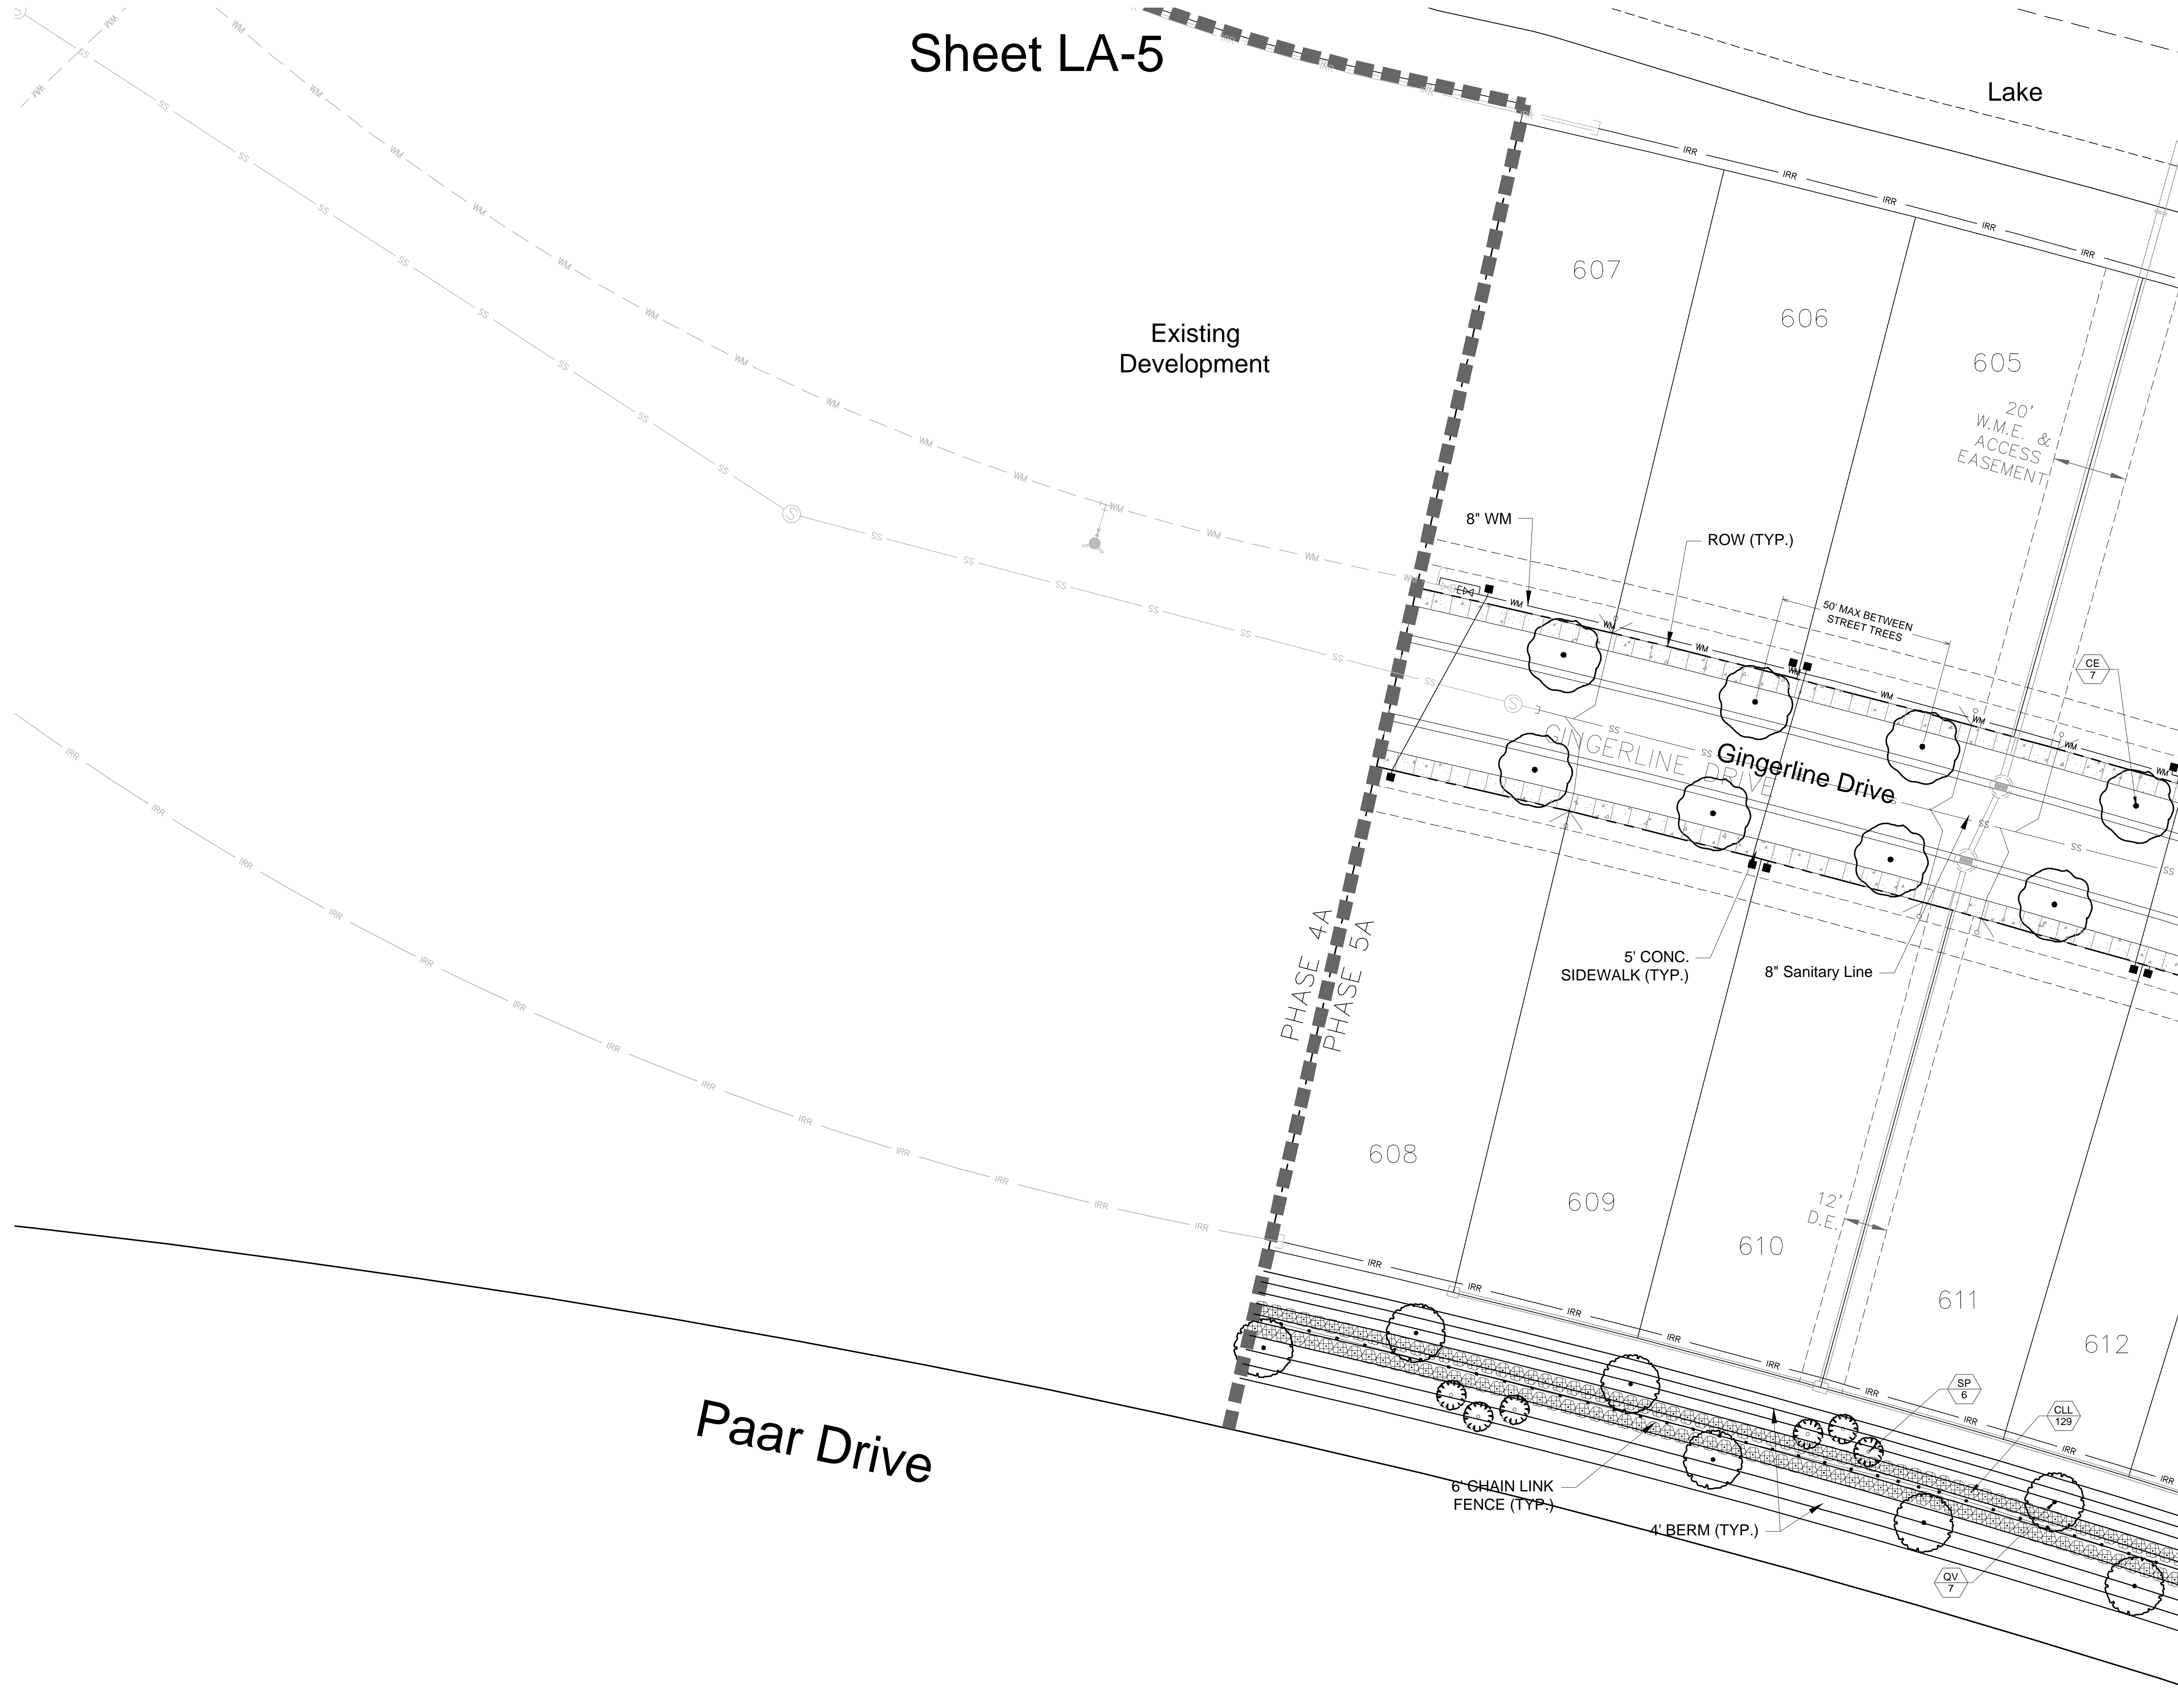 Sheet LA-5
Lake
607
606
605
Existing
Development
20'
W.M.E. &
ACCESS
EASEMENT
8" WM
ROW (TYP.)
50' MAX BETWEEN
STREET TREES
CE
7
GINGERLINE DRIVE
Gingerline Drive
PHASE 4A
PHASE 5A
5' CONC.
SIDEWALK (TYP.)
8" Sanitary Line
608
609
610
12'
D.E.
611
612
SP
6
CLL
129
Paar Drive
6' CHAIN LINK
FENCE (TYP.)
4' BERM (TYP.)
QV
7
WM
SS
IRR
S